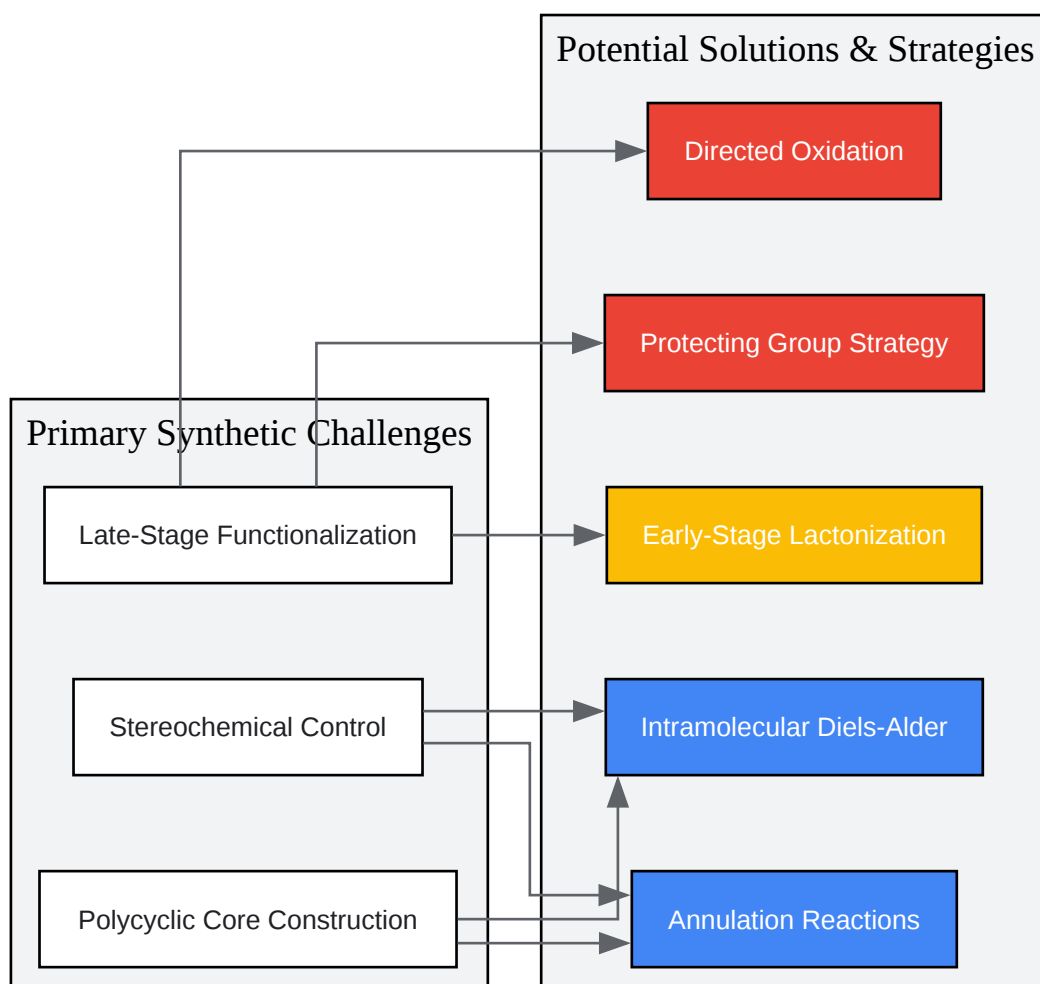 Potential Solutions & Strategies
Directed Oxidation
Protecting Group Strategy
Primary Synthetic Challenges
Late-Stage Functionalization
Early-Stage Lactonization
Stereochemical Control
Intramolecular Diels-Alder
Polycyclic Core Construction
Annulation Reactions